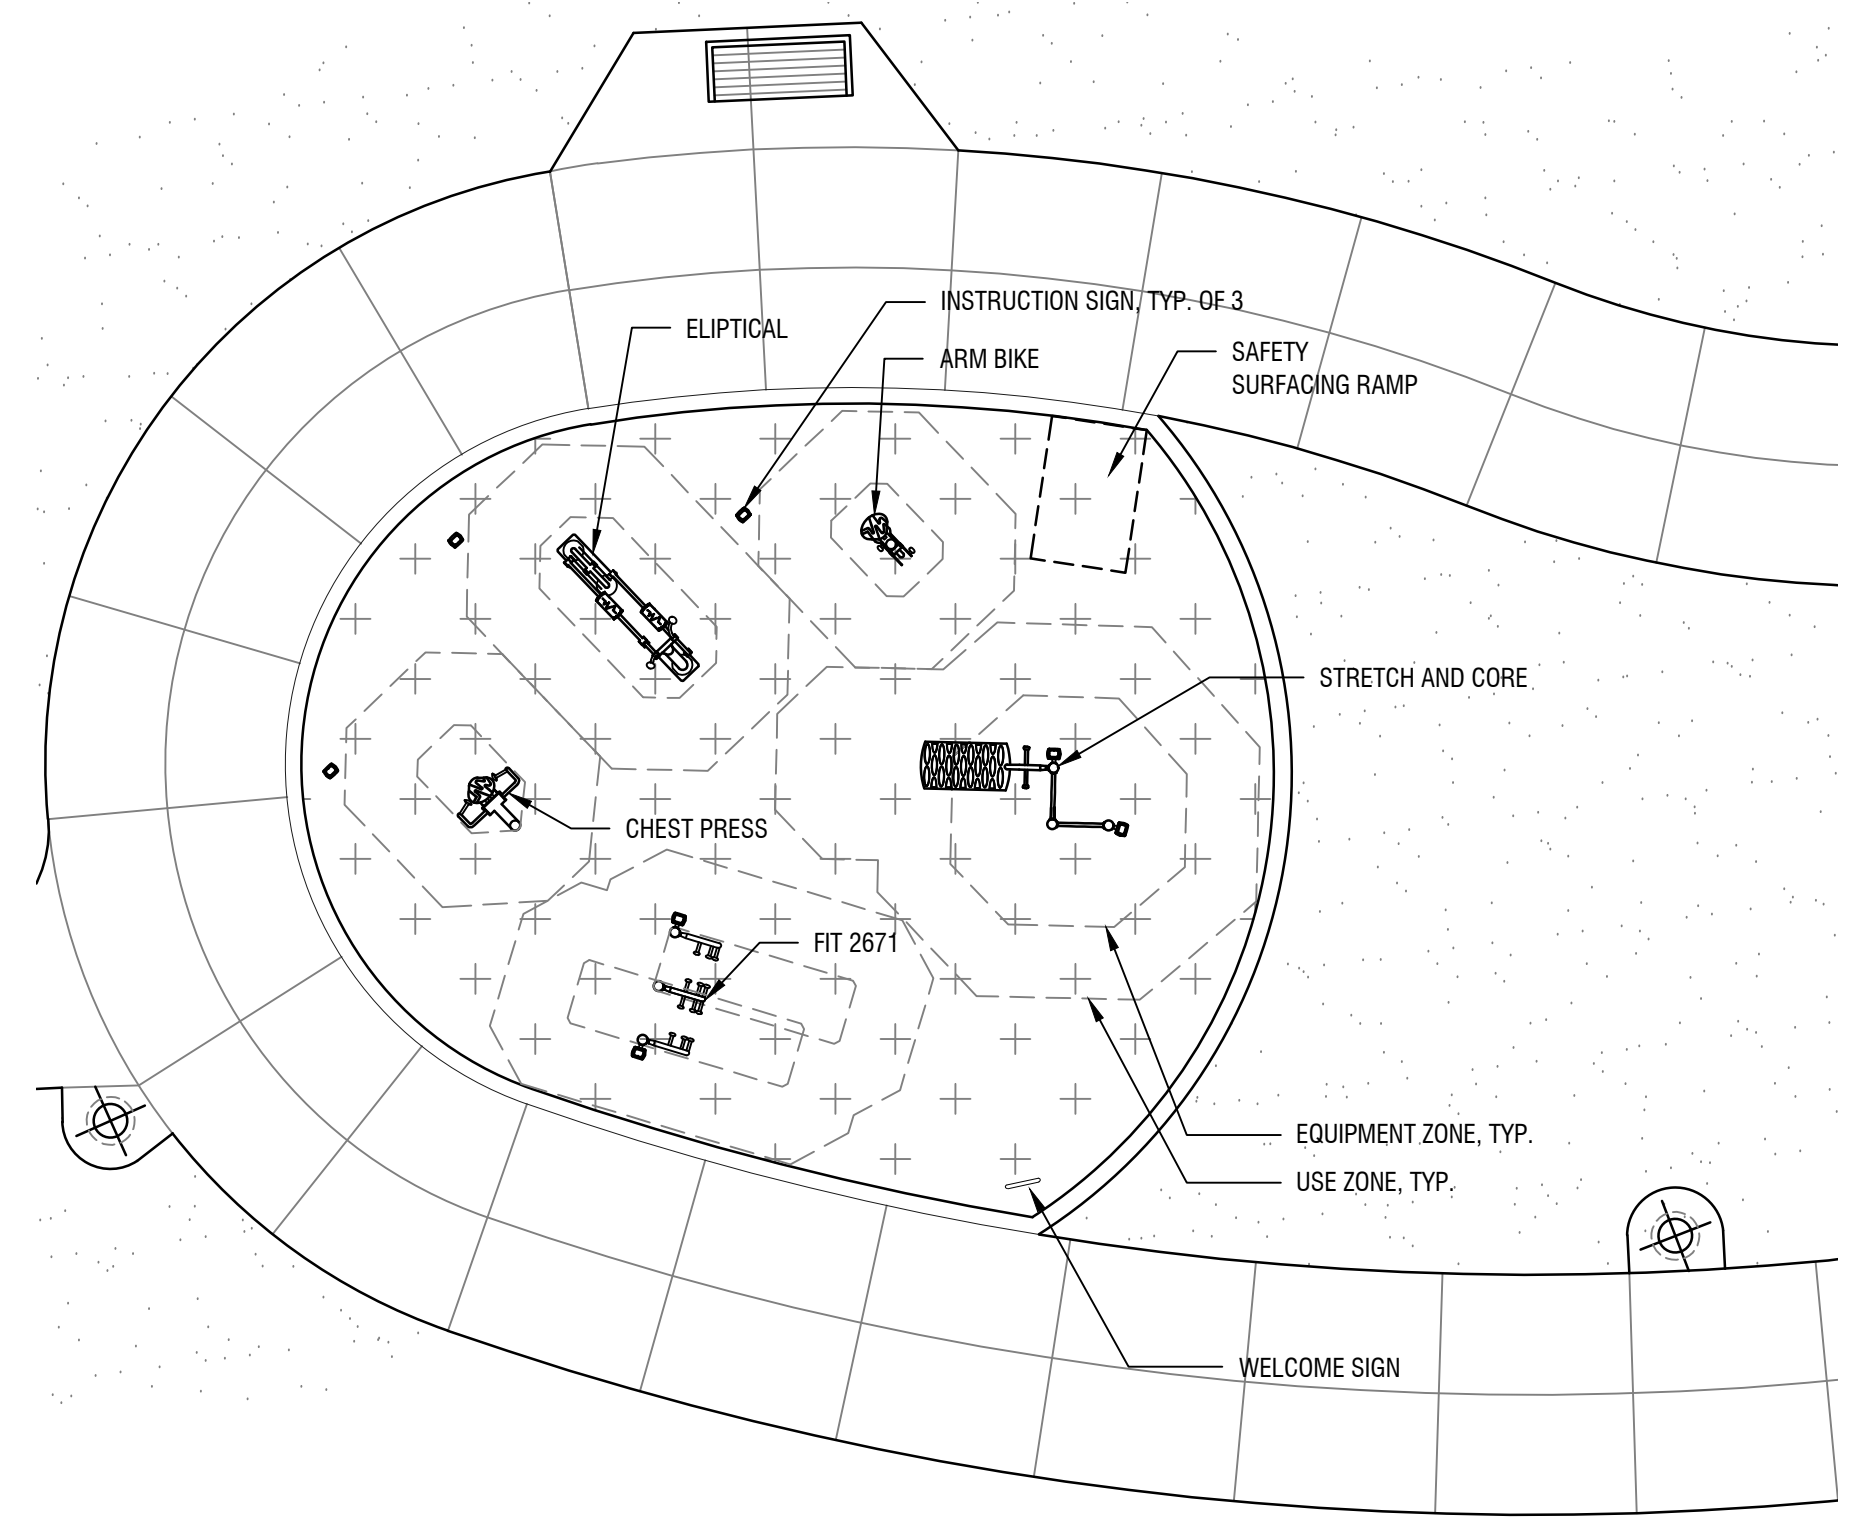 INSTRUCTION SIGN, TYP. OF 3
ELIPTICAL
ARM BIKE
SAFETY
SURFACING RAMP
STRETCH AND CORE
CHEST PRESS
FIT 2671
EQUIPMENT ZONE, TYP.
USE ZONE, TYP.
WELCOME SIGN